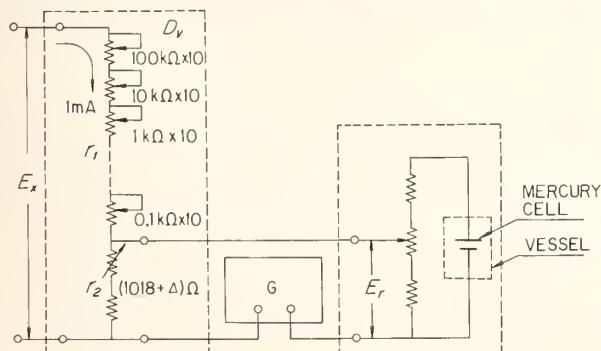 D_v
100kΩ×10
10kΩ×10
1mA
1kΩ×10
r_1
E_x
0.1kΩ×10
r_2
(1018+Δ)Ω
G
E_r
MERCURY
CELL
VESSEL